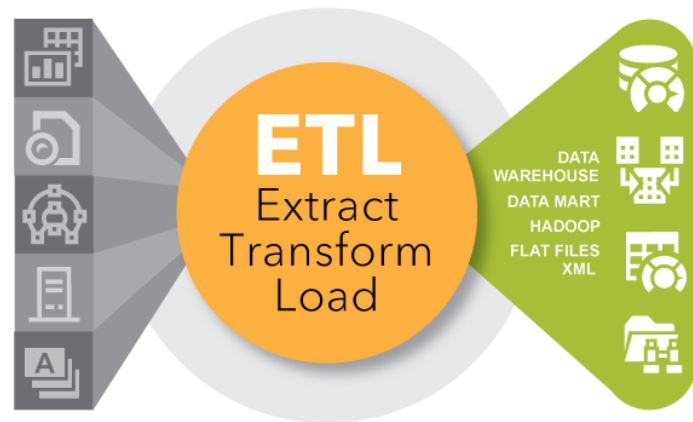 ETL
Extract
Transform
Load
DATA
WAREHOUSE
DATA MART
HADOOP
FLAT FILES
XML
A